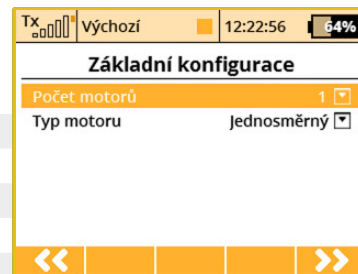 Tx Výchozí 12:22:56 64%
Základní konfigurace
Počet motorů 1
Typ motoru Jednosměrný